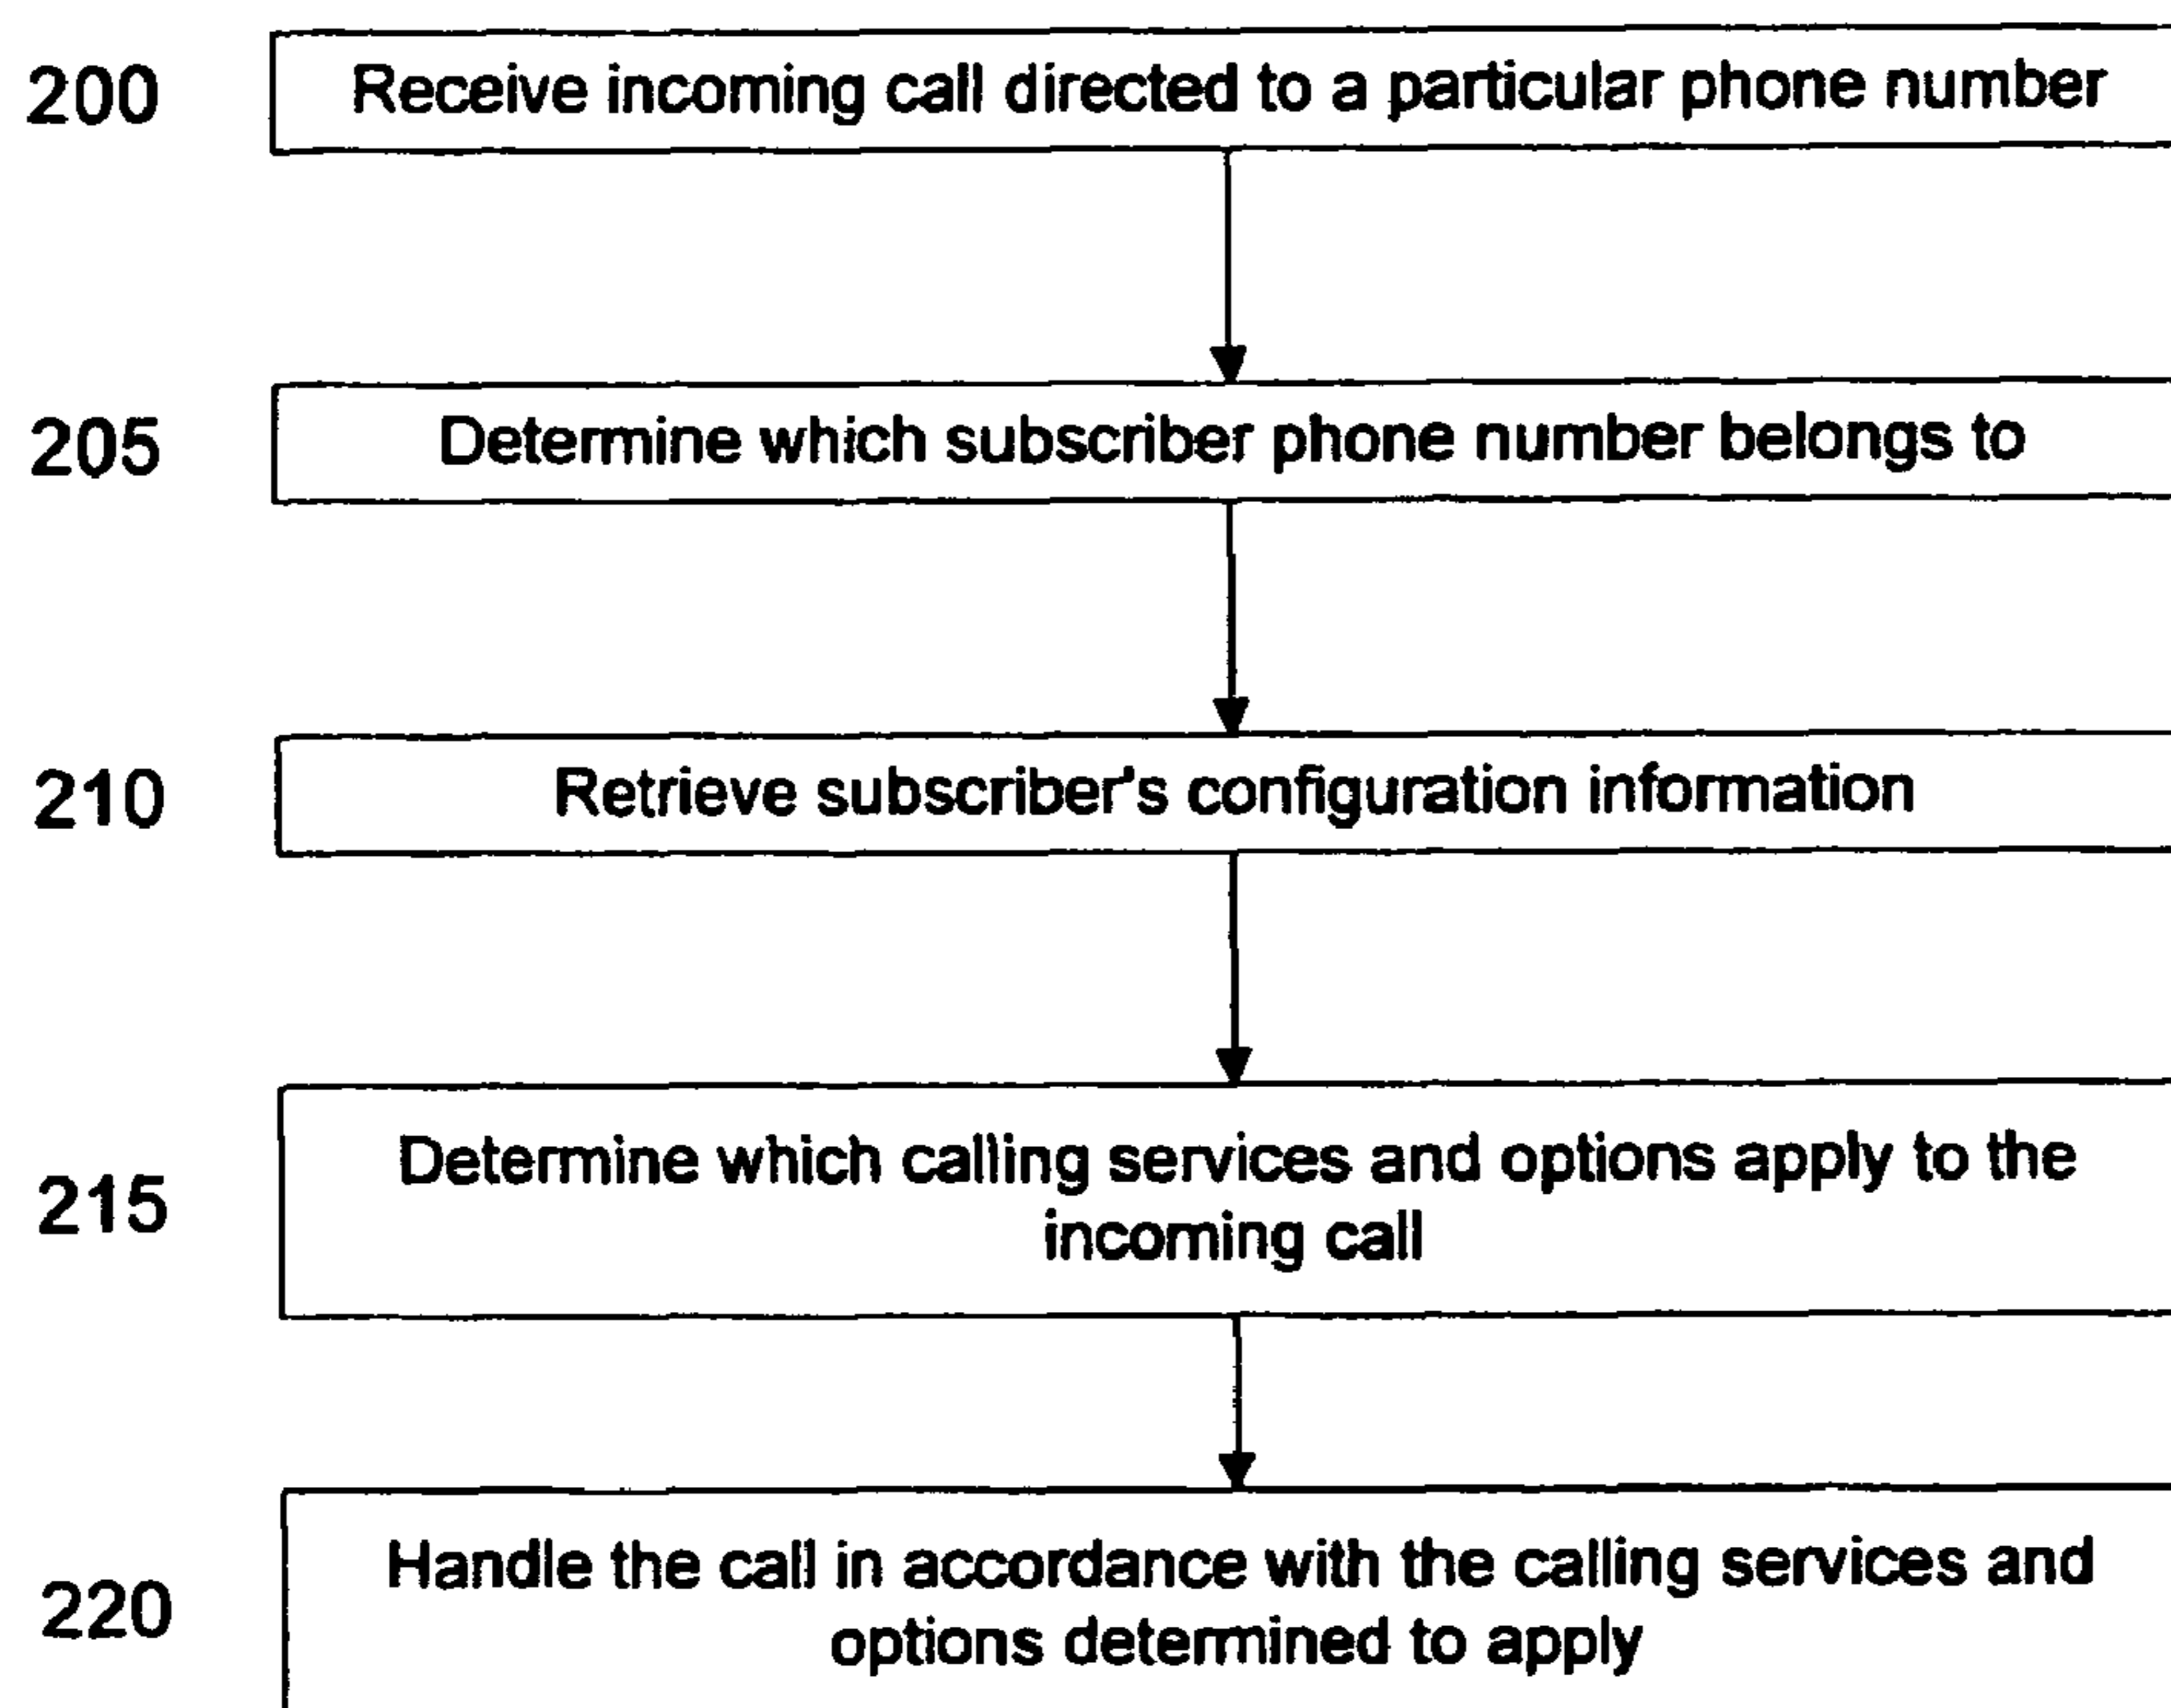 200
Receive incoming call directed to a particular phone number
205
Determine which subscriber phone number belongs to
210
Retrieve subscriber's configuration information
215
Determine which calling services and options apply to the
incoming call
220
Handle the call in accordance with the calling services and
options determined to apply